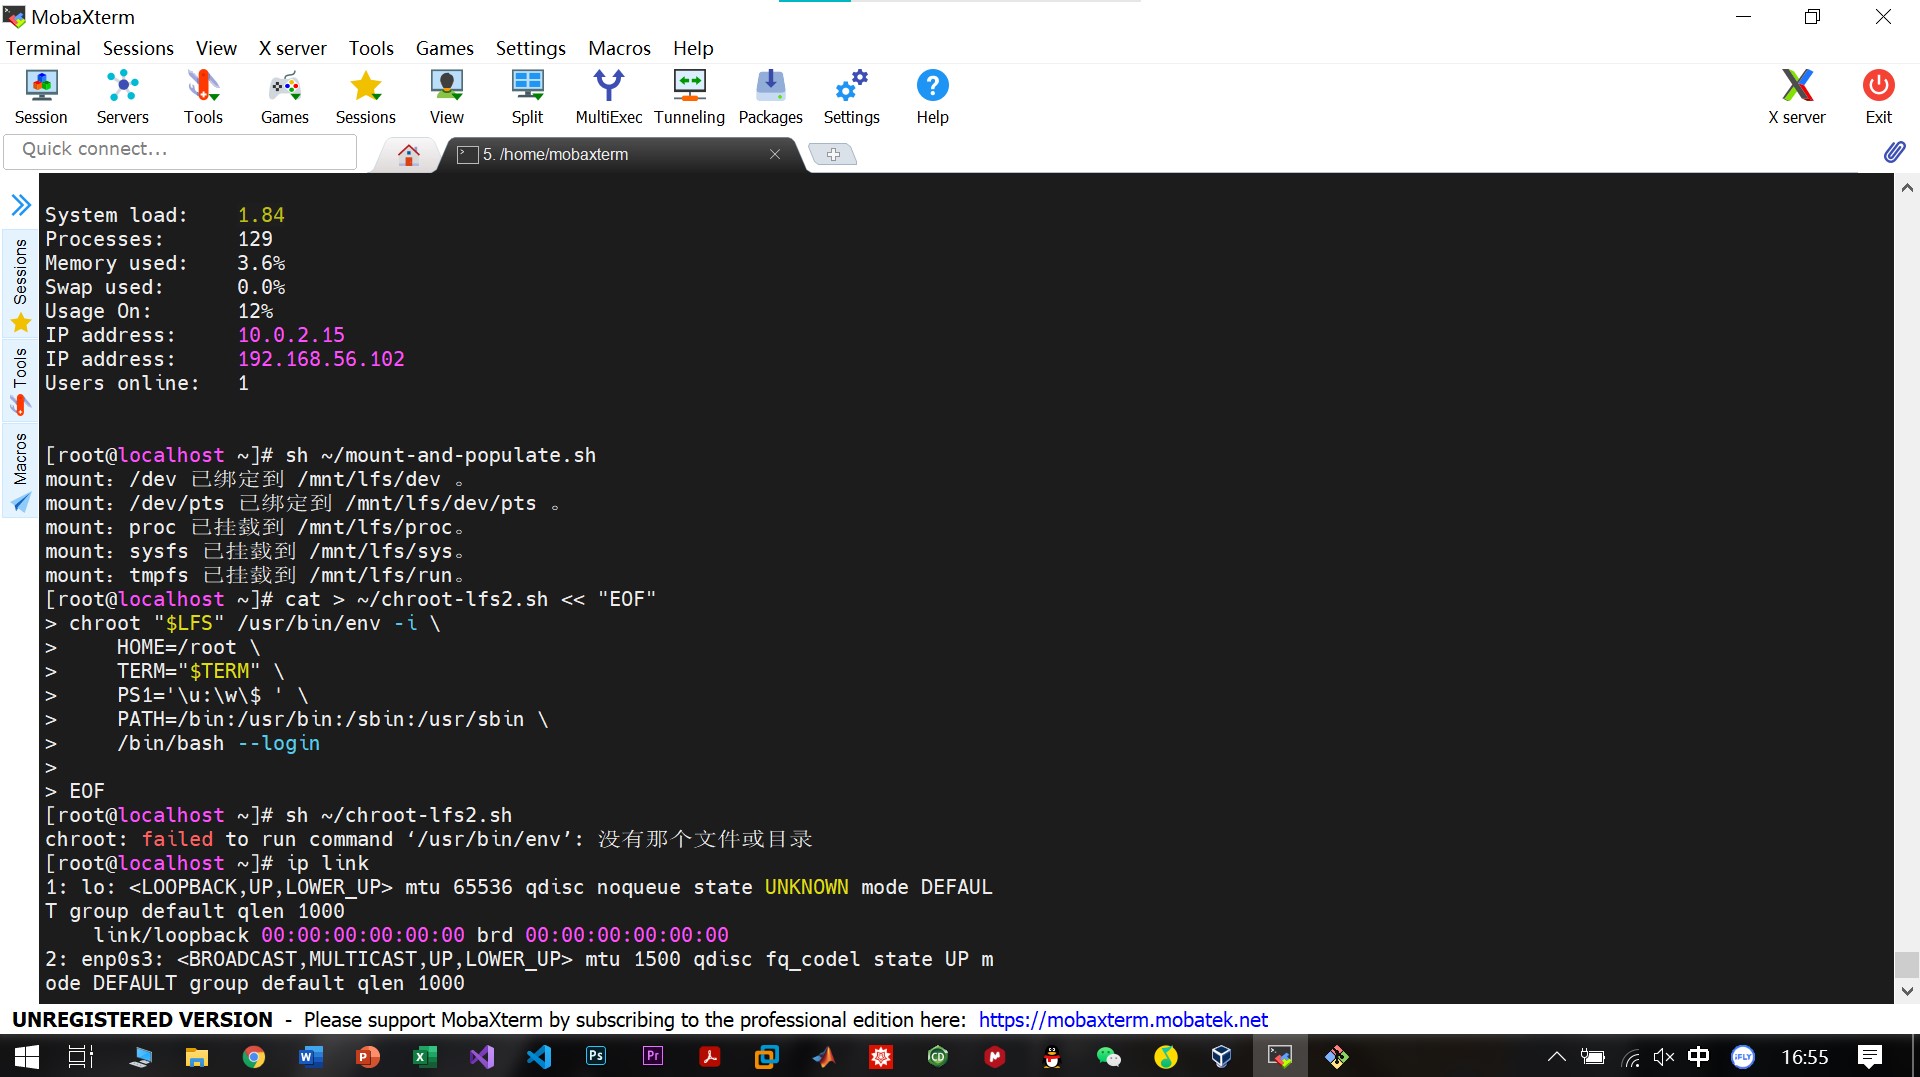 MobaXterm
Terminal Sessions View X server Tools Games Settings Macros Help
Session Servers Tools Games Sessions View Split MultiExec Tunneling Packages Settings Help X server Exit
Quick connect...
5. /home/mobaxterm
Sessions
Tools
Macros
System load: 1.84
Processes: 129
Memory used: 3.6%
Swap used: 0.0%
Usage On: 12%
IP address: 10.0.2.15
IP address: 192.168.56.102
Users online: 1
[root@localhost ~]# sh ~/mount-and-populate.sh
mount: /dev 已绑定到 /mnt/lfs/dev 。
mount: /dev/pts 已绑定到 /mnt/lfs/dev/pts 。
mount: proc 已挂载到 /mnt/lfs/proc。
mount: sysfs 已挂载到 /mnt/lfs/sys。
mount: tmpfs 已挂载到 /mnt/lfs/run。
[root@localhost ~]# cat > ~/chroot-lfs2.sh << "EOF"
> chroot "$LFS" /usr/bin/env -i \
> HOME=/root \
> TERM="$TERM" \
> PS1='\u:\w\$ ' \
> PATH=/bin:/usr/bin:/sbin:/usr/sbin \
> /bin/bash --login
>
> EOF
[root@localhost ~]# sh ~/chroot-lfs2.sh
chroot: failed to run command ‘/usr/bin/env’: 没有那个文件或目录
[root@localhost ~]# ip link
1: lo: <LOOPBACK,UP,LOWER_UP> mtu 65536 qdisc noqueue state UNKNOWN mode DEFAUL
T group default qlen 1000
link/loopback 00:00:00:00:00:00 brd 00:00:00:00:00:00
2: enp0s3: <BROADCAST,MULTICAST,UP,LOWER_UP> mtu 1500 qdisc fq_codel state UP m
ode DEFAULT group default qlen 1000
UNREGISTERED VERSION - Please support MobaXterm by subscribing to the professional edition here: https://mobaxterm.mobatek.net
中 iFLY 16:55